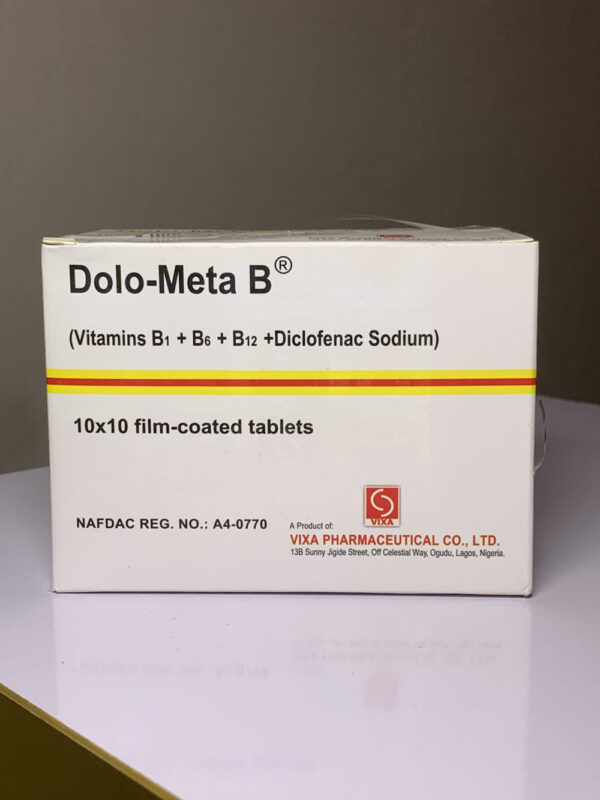 Dolo-Meta B®
(Vitamins B1 + B6 + B12 +Diclofenac Sodium)
10x10 film-coated tablets
NAFDAC REG. NO.: A4-0770
VIXA
A Product of:
VIXA PHARMACEUTICAL CO., LTD.
13B Sunny Jigide Street, Off Celestial Way, Ogudu, Lagos, Nigeria.